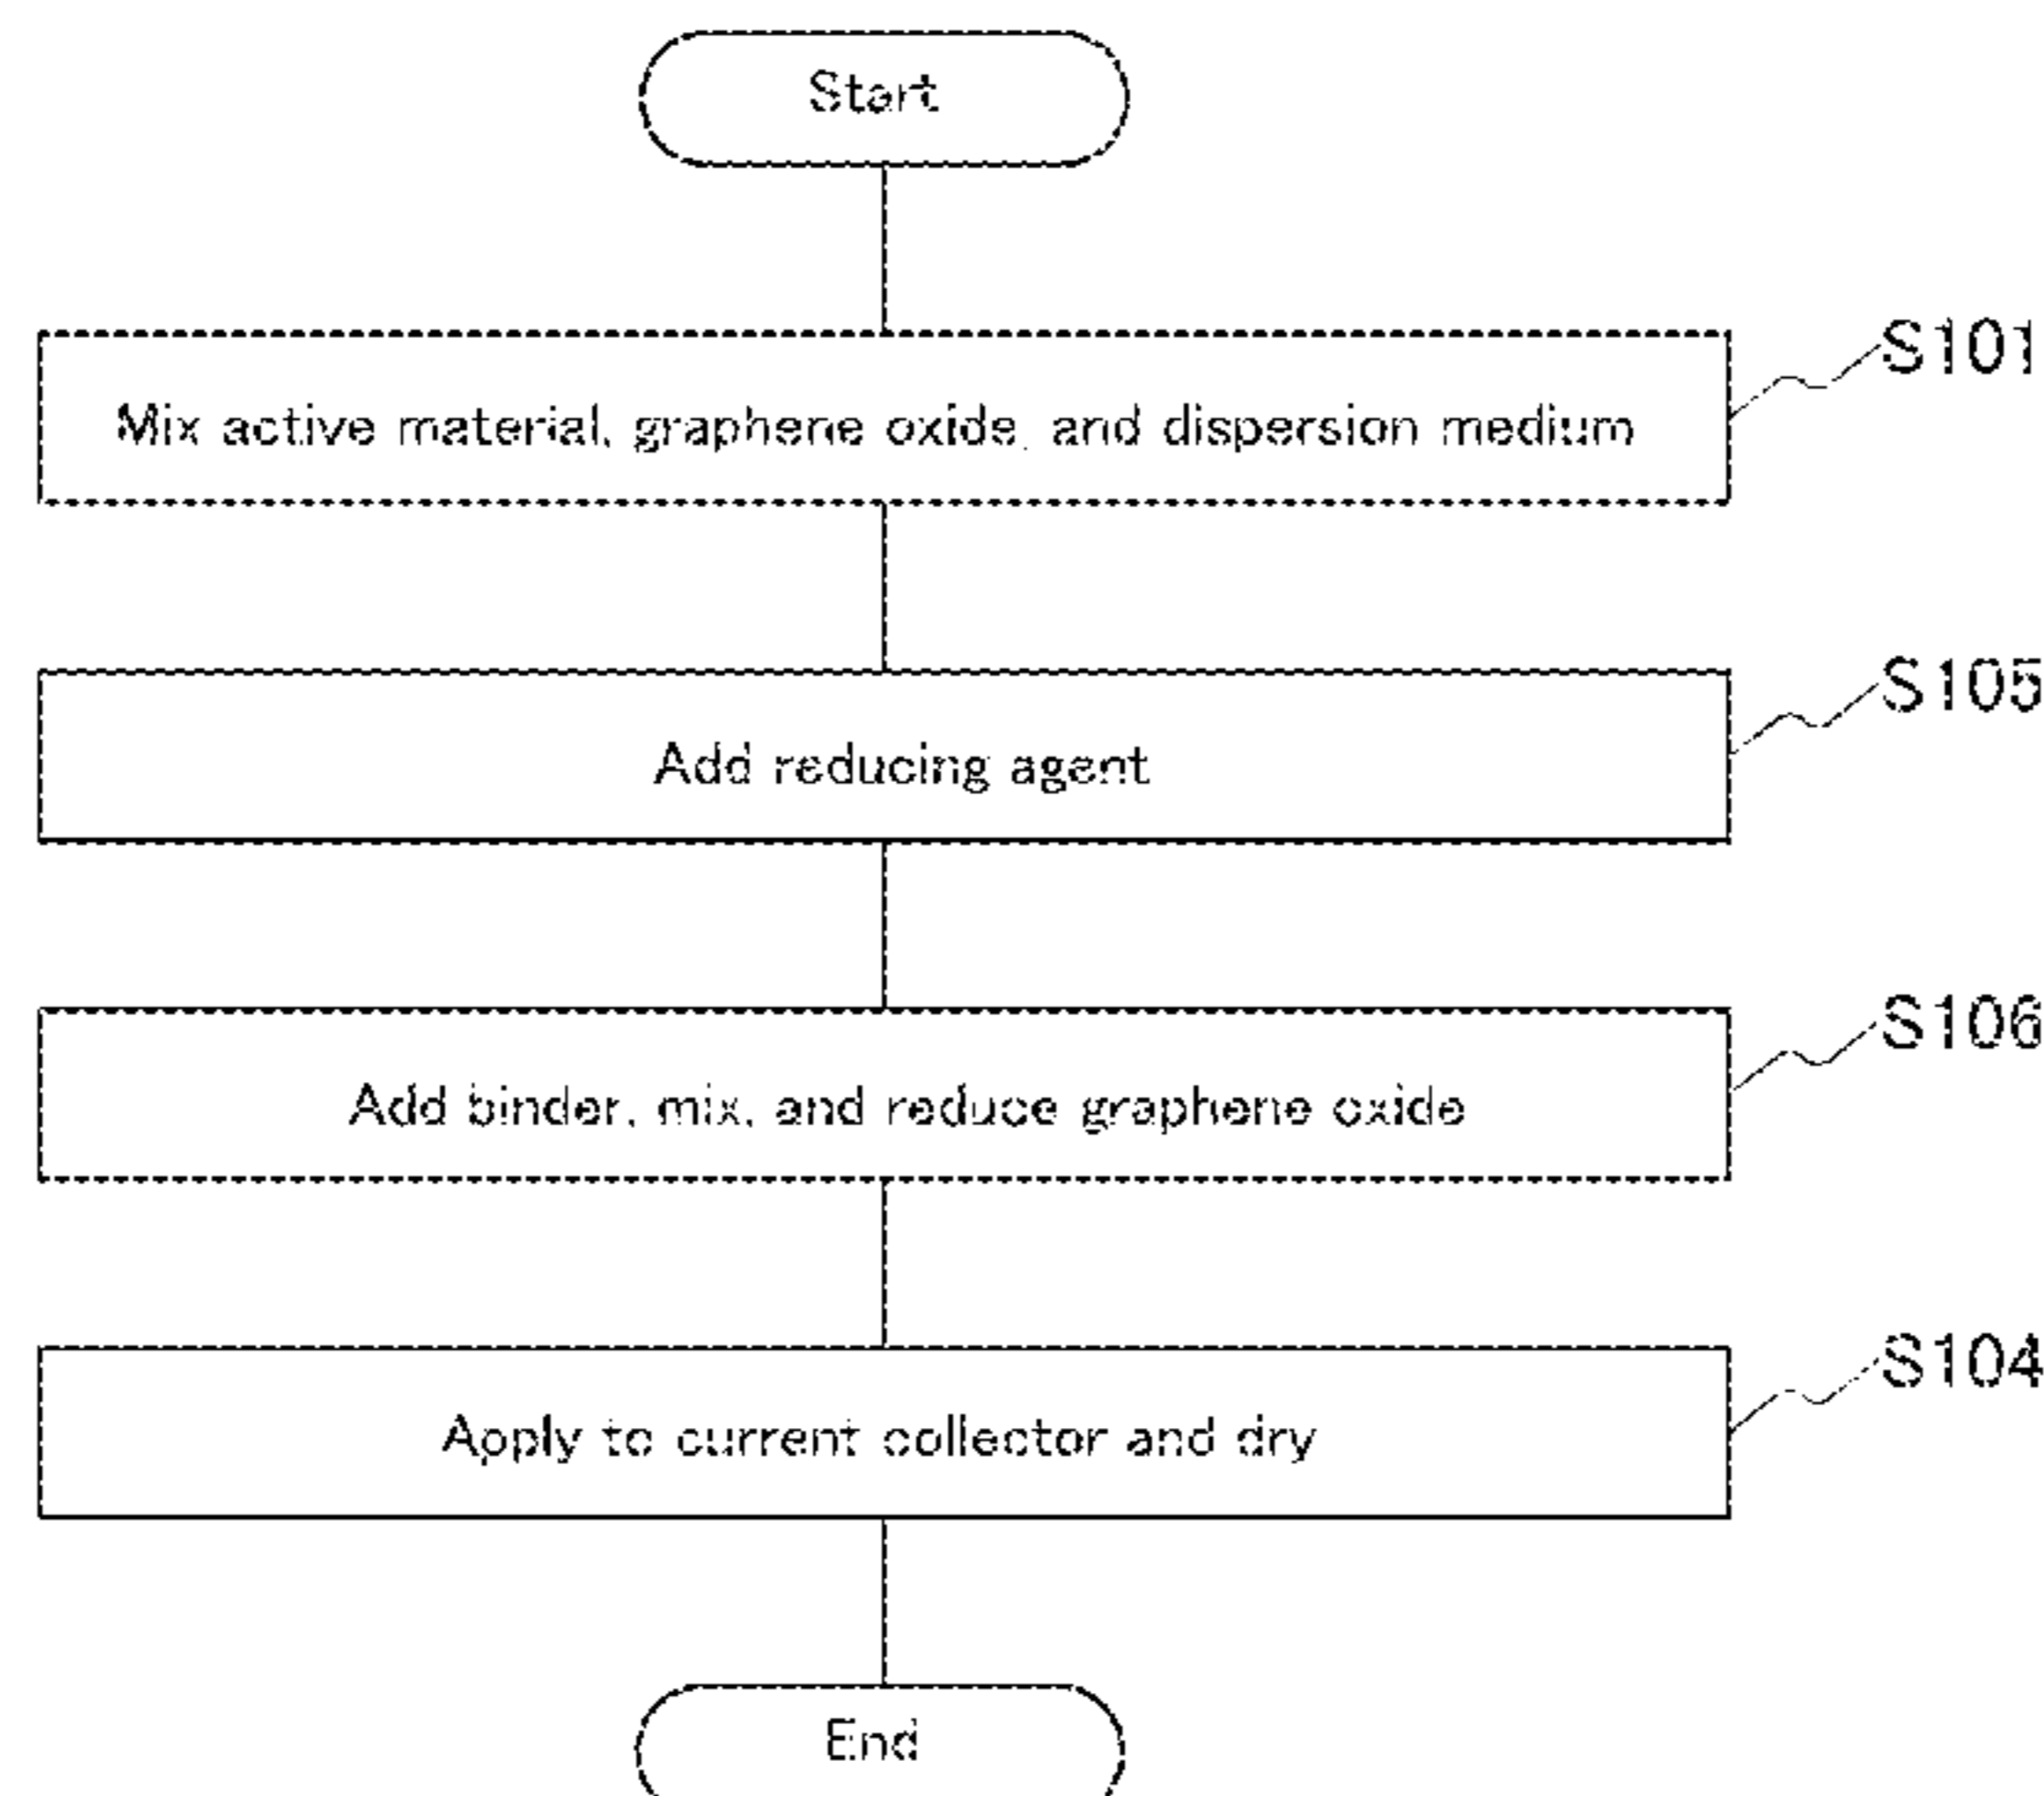 Start
S101
Mix active material, graphene oxide, and dispersion medium
S105
Add reducing agent
S106
Add binder, mix, and reduce graphene oxide
S104
Apply to current collector and dry
End